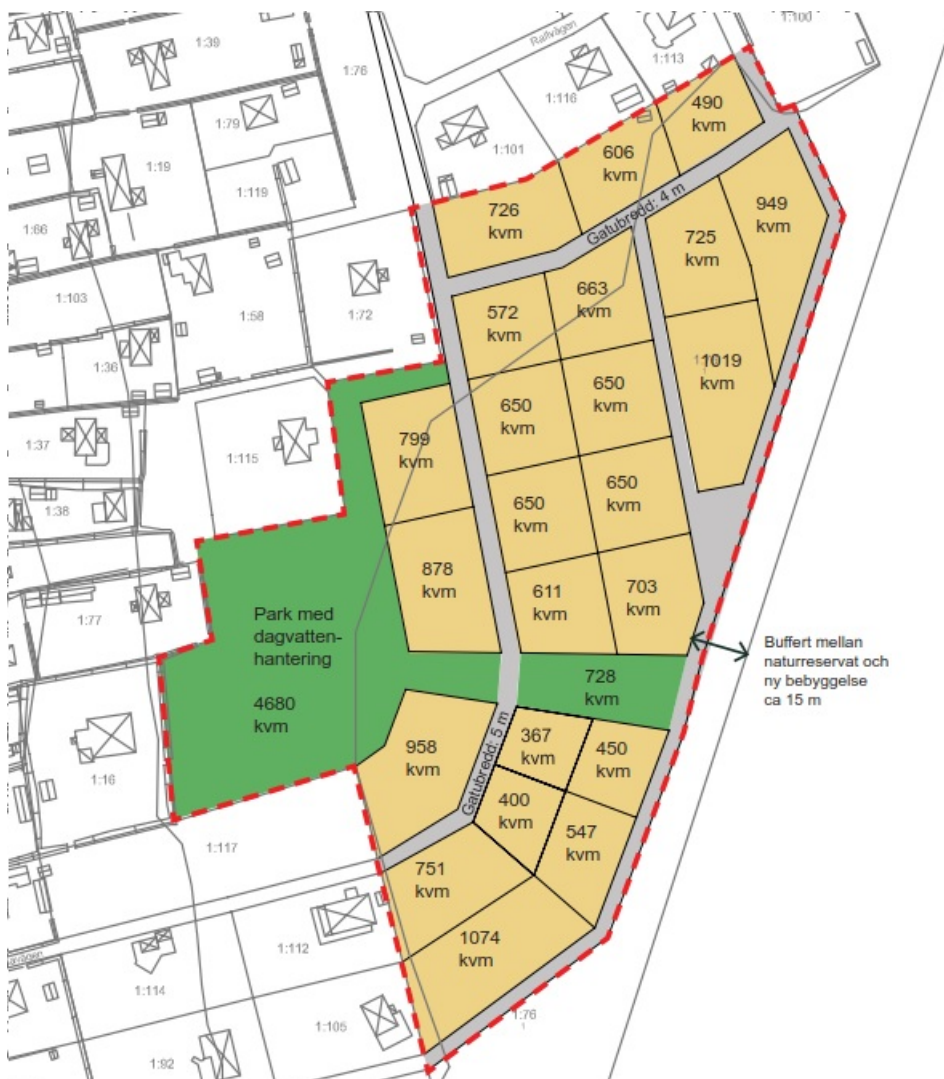 1:100
1:39
Rallvägen
1:76
1:113
1:116
490
kvm
1:79
606
kvm
1:101
1:19
1:119
726
kvm
Gatubredd: 4 m
949
kvm
1:66
725
kvm
663
kvm
1:103
572
kvm
1:58
1:72
1:36
1019
kvm
650
kvm
650
kvm
799
kvm
1:37
1:115
650
kvm
650
kvm
1:38
878
kvm
703
kvm
611
kvm
Park med
dagvatten-
hantering
1:77
Buffert mellan
naturreservat och
ny bebyggelse
ca 15 m
728
kvm
4680
kvm
367
kvm
450
kvm
958
kvm
1:16
Gatubredd: 5 m
400
kvm
547
kvm
1:117
751
kvm
1074
kvm
1:112
1:114
1:105
1:76
1:92